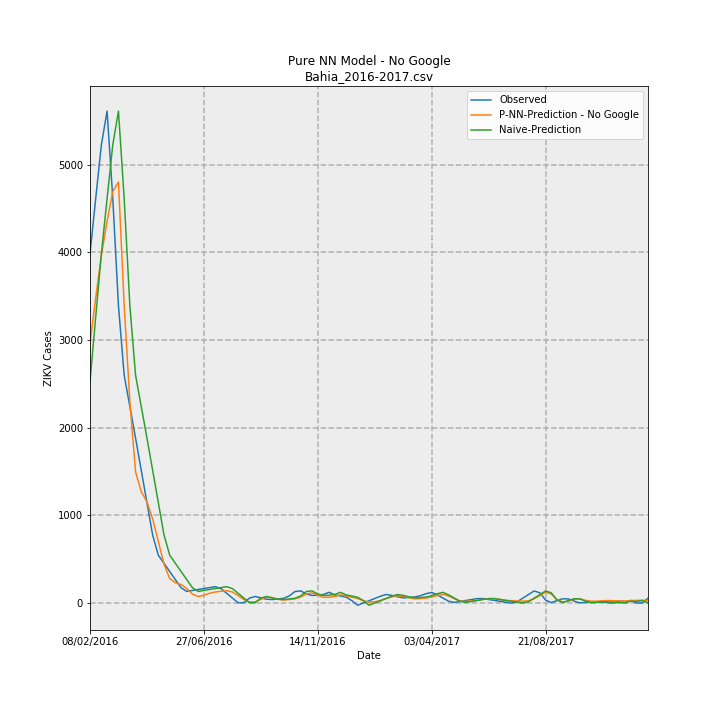 Pure NN Model - No Google
Bahia_2016-2017.csv
Observed
P-NN-Prediction - No Google
Naive-Prediction
ZIKV Cases
5000
4000
3000
2000
1000
0
08/02/2016 27/06/2016 14/11/2016 03/04/2017 21/08/2017
Date